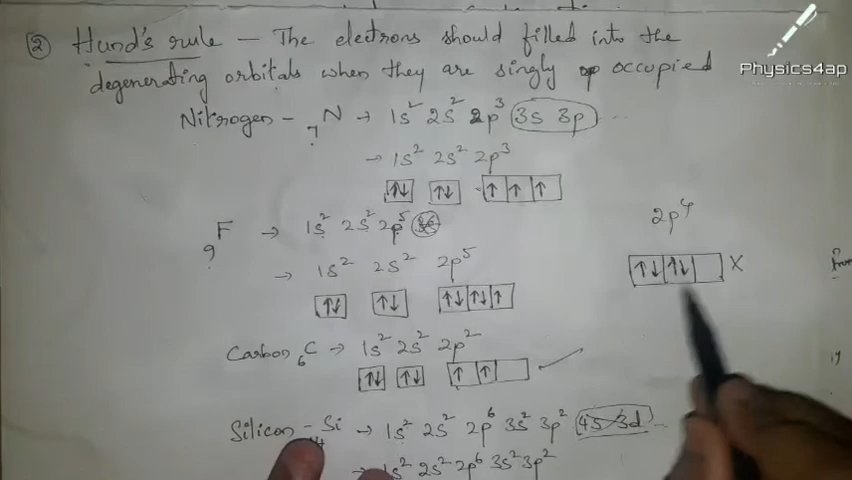 ② Hund's rule – The electrons should filled into the
degenerating orbitals when they are singly occupied
Physics4ap
Nitrogen – ₇N → 1s² 2s² 2p³ 3s 3p ...
→ 1s² 2s² 2p³
↑↓ ↑↓ ↑ ↑ ↑
2p⁴
↑↓ ↑↓ X
₉F → 1s² 2s² 2p⁵
→ 1s² 2s² 2p⁵
↑↓ ↑↓ ↑↓ ↑↓ ↑
Carbon ₆C → 1s² 2s² 2p²
↑↓ ↑↓ ↑ ↑
Silicon – Si → 1s² 2s² 2p⁶ 3s² 3p² 4s 3d ...
→ 1s² 2s² 2p⁶ 3s² 3p²